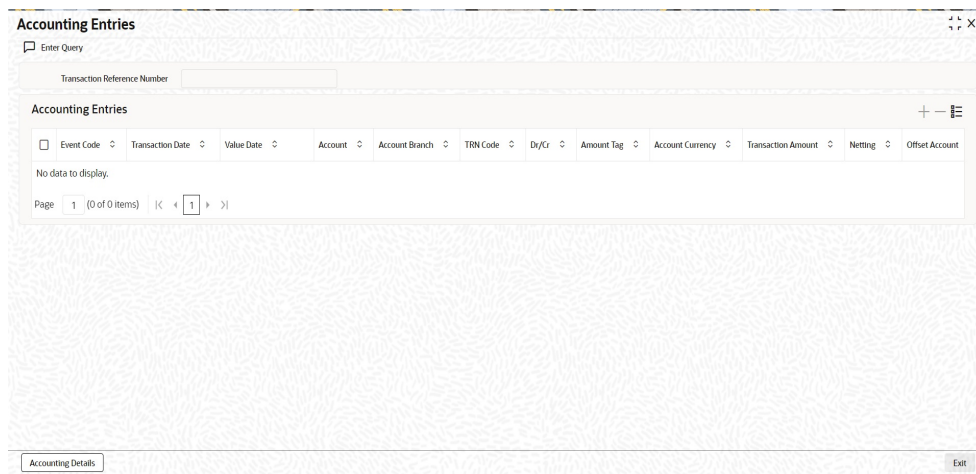 Accounting Entries
Enter Query
Transaction Reference Number
Accounting Entries
Event Code Transaction Date Value Date Account Account Branch TRN Code Dr/Cr Amount Tag Account Currency Transaction Amount Netting Offset Account
No data to display.
Page 1 (0 of 0 items) 1
Accounting Details Exit